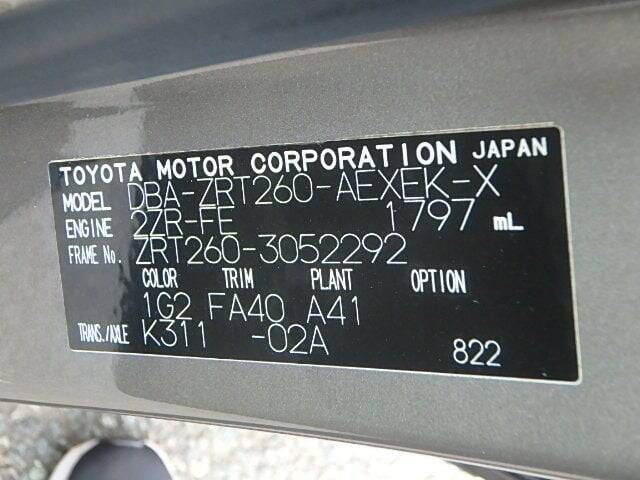 TOYOTA MOTOR CORPORATION JAPAN
MODEL DBA-ZRT260-AEXEK-X
ENGINE 2ZR-FE 1797 mL
FRAME No. ZRT260-3052292
COLOR TRIM PLANT OPTION
1G2 FA40 A41
TRANS./AXLE K311 -02A
822